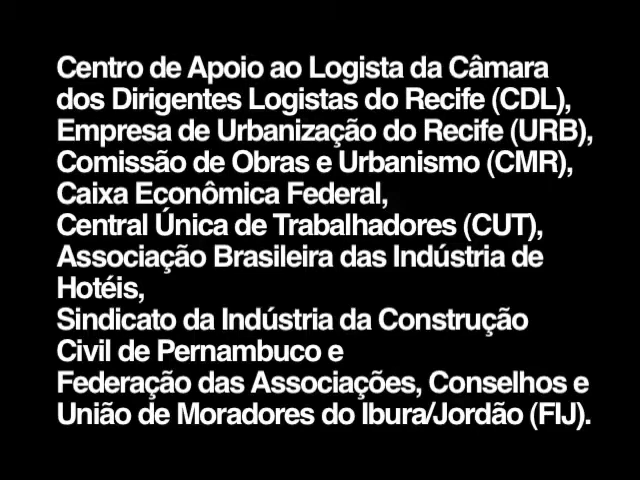 Centro de Apoio ao Logista da Câmara
dos Dirigentes Logistas do Recife (CDL),
Empresa de Urbanização do Recife (URB),
Comissão de Obras e Urbanismo (CMR),
Caixa Econômica Federal,
Central Única de Trabalhadores (CUT),
Associação Brasileira das Indústria de
Hotéis,
Sindicato da Indústria da Construção
Civil de Pernambuco e
Federação das Associações, Conselhos e
União de Moradores do Ibura/Jordão (FIJ).